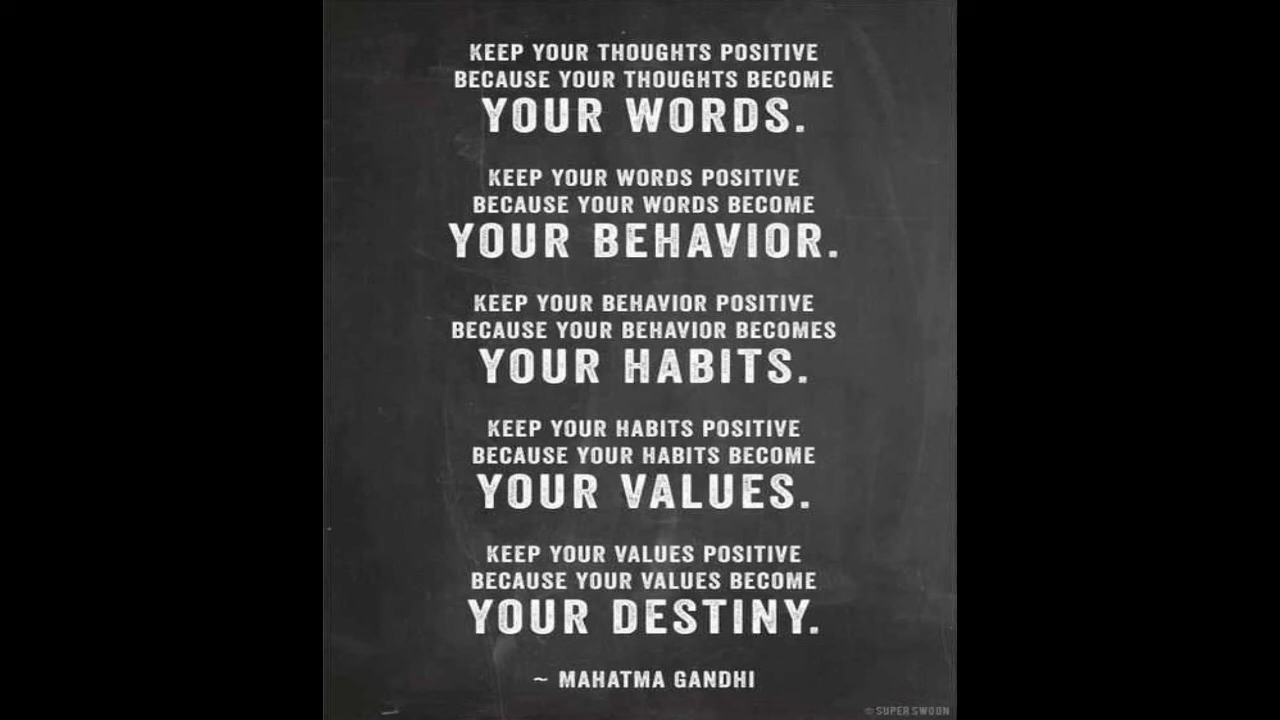 KEEP YOUR THOUGHTS POSITIVE
BECAUSE YOUR THOUGHTS BECOME
YOUR WORDS.
KEEP YOUR WORDS POSITIVE
BECAUSE YOUR WORDS BECOME
YOUR BEHAVIOR.
KEEP YOUR BEHAVIOR POSITIVE
BECAUSE YOUR BEHAVIOR BECOMES
YOUR HABITS.
KEEP YOUR HABITS POSITIVE
BECAUSE YOUR HABITS BECOME
YOUR VALUES.
KEEP YOUR VALUES POSITIVE
BECAUSE YOUR VALUES BECOME
YOUR DESTINY.
~ MAHATMA GANDHI
© SUPER SWOON